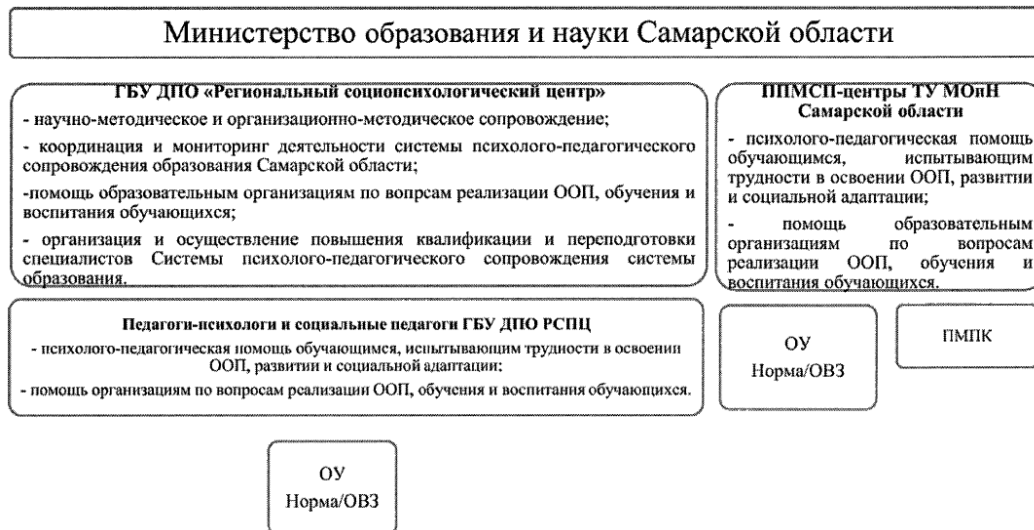 Министерство образования и науки Самарской области
ГБУ ДПО «Региональный социопсихологический центр»
- научно-методическое и организационно-методическое сопровождение;
- координация и мониторинг деятельности системы психолого-педагогического
сопровождения образования Самарской области;
-помощь образовательным организациям по вопрсам реализации ООП, обучения и
воспитания обучающихся;
- организация и осуществление повышения квалификации и переподготовки
специалистов Системы психолого-педагогического сопровождения системы
образования.
ППМСП-центры ТУ МОиН
Самарской области
- психолого-педагогическая помощь
обучающимся, испытывающим
трудности в освоении ООП, развитии
и социальной адаптации;
- помощь образовательным
организациям по вопросам
реализации ООП, обучения и
воспитания обучающихся.
Педагоги-психологи и социальные педагоги ГБУ ДПО РСПЦ
- психолого-педагогическая помощь обучающимся, испытывающим трудности в освоении
ООП, развитии и социальной адаптации;
- помощь организациям по вопросам реализации ООП, обучения и воспитания обучающихся.
ОУ
Норма/ОВЗ
ПМПК
ОУ
Норма/ОВЗ